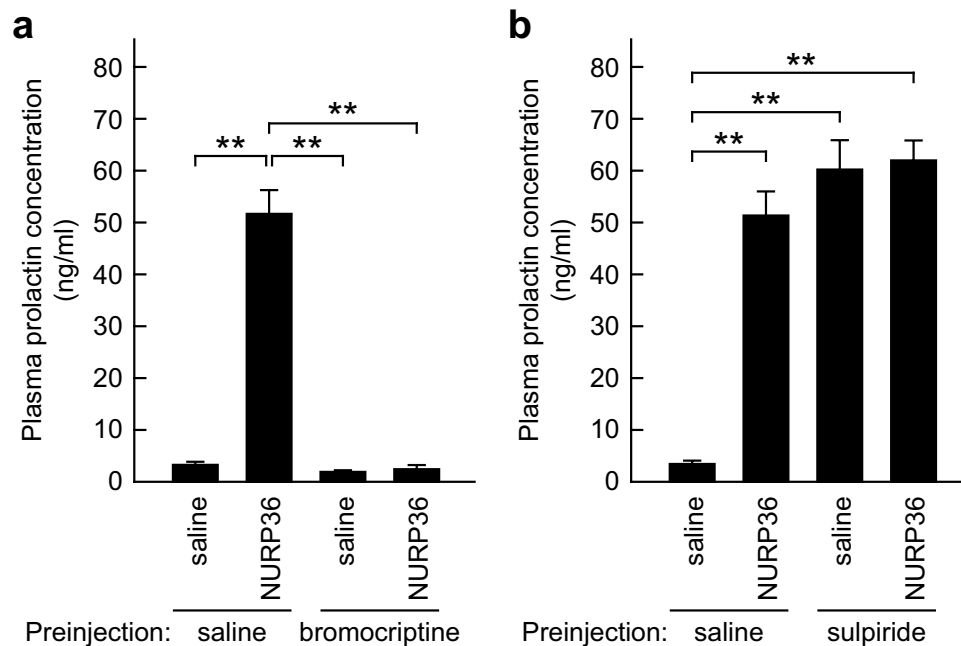 a
Plasma prolactin concentration
(ng/ml)
80
70
60
50
40
30
20
10
0
**
**
**
saline
NURP36
saline
NURP36
Preinjection: saline bromocriptine
b
Plasma prolactin concentration
(ng/ml)
80
70
60
50
40
30
20
10
0
**
**
**
saline
NURP36
saline
NURP36
Preinjection: saline sulpiride